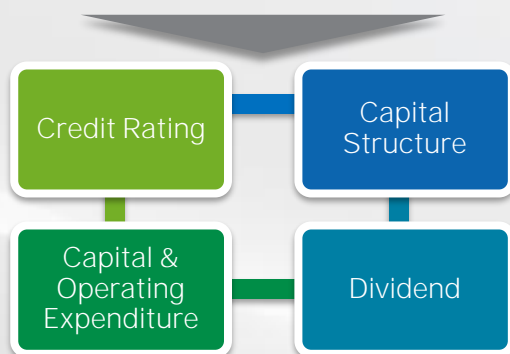 Credit Rating
Capital
Structure
Capital &
Operating
Expenditure
Dividend